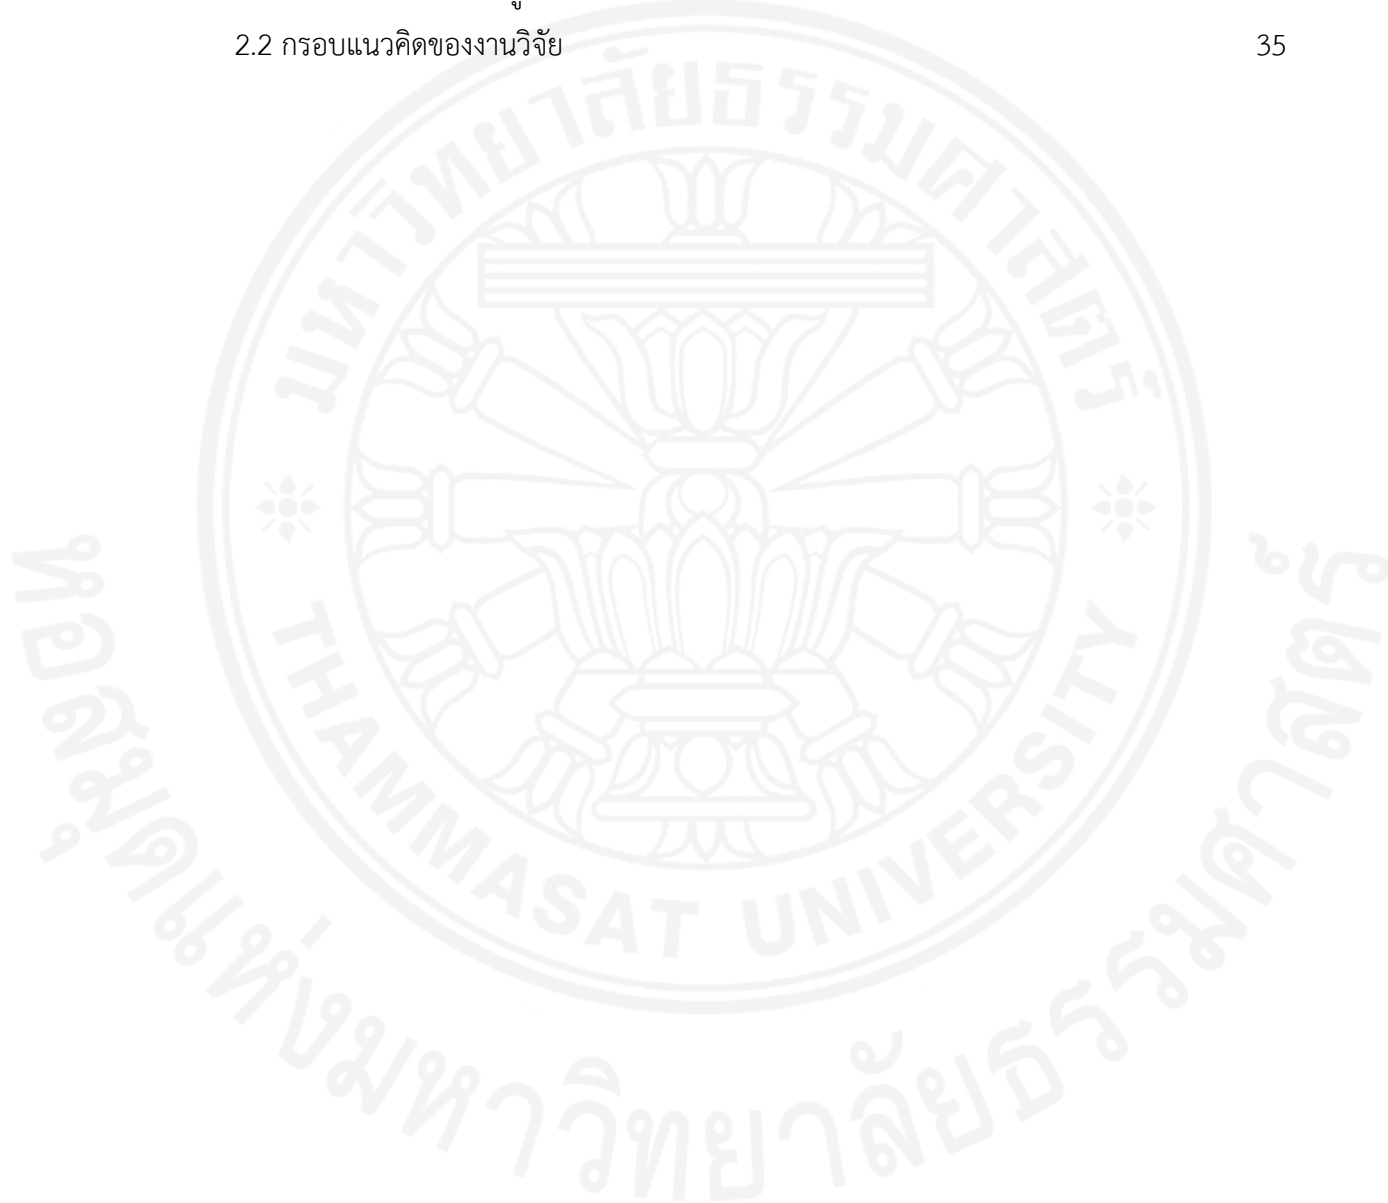 2.2 กรอบแนวคิดของงานวิจัย 35
มหาวิทยาลัยธรรมศาสตร์
THAMMASAT UNIVERSITY
หอสมุดแห่งมหาวิทยาลัยธรรมศาสตร์